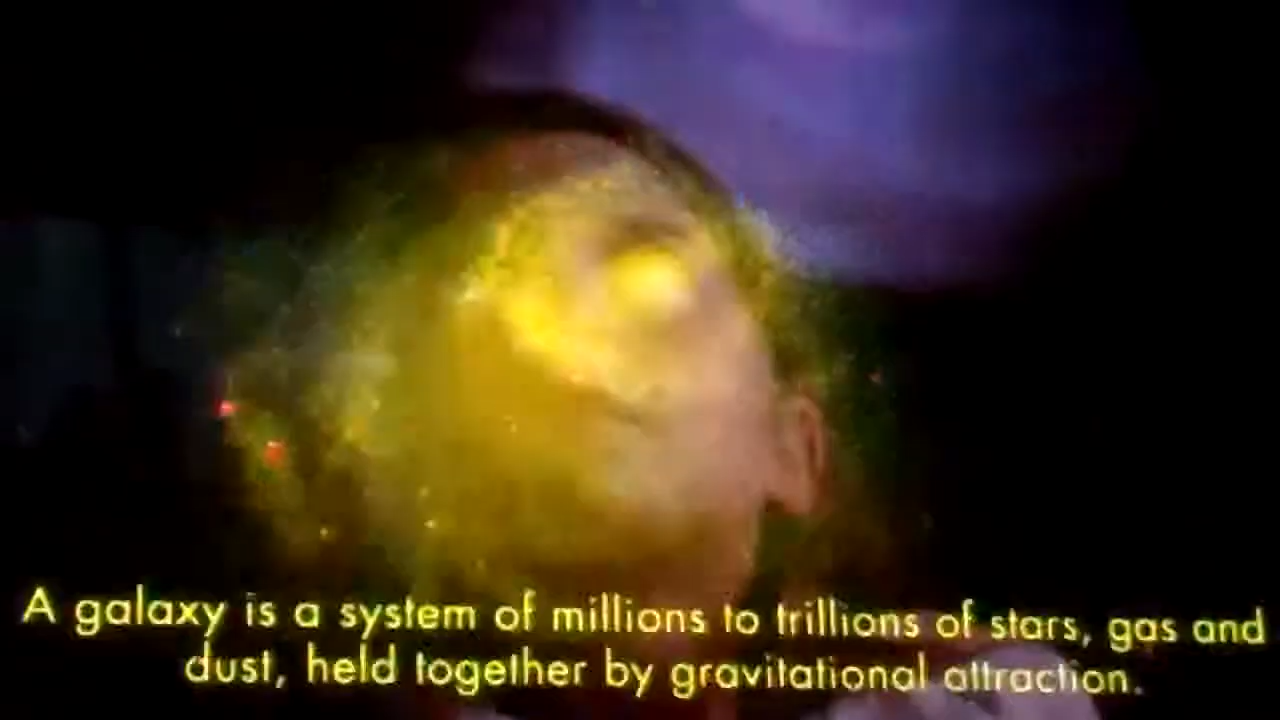 A galaxy is a system of millions to trillions of stars, gas and
dust, held together by gravitational attraction.